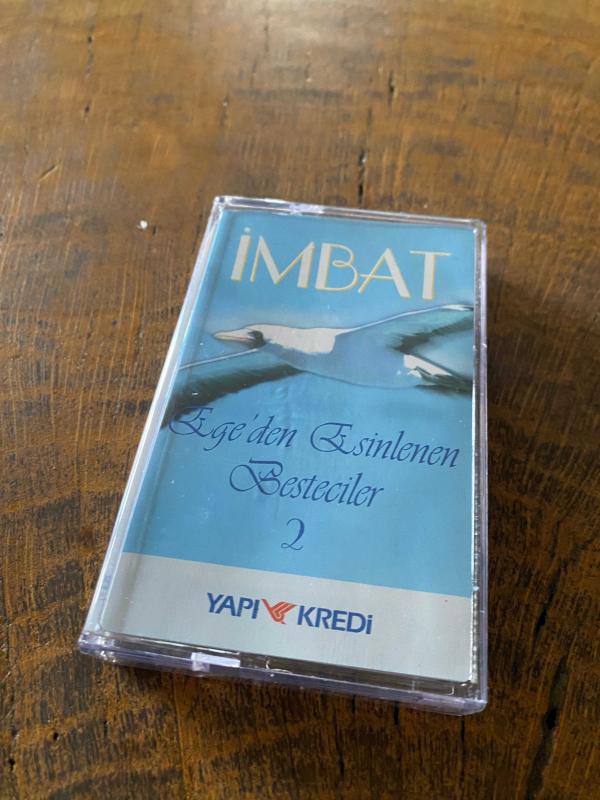 İMBAT
Ege'den Esinlenen
Besteciler
2
YAPI KREDİ